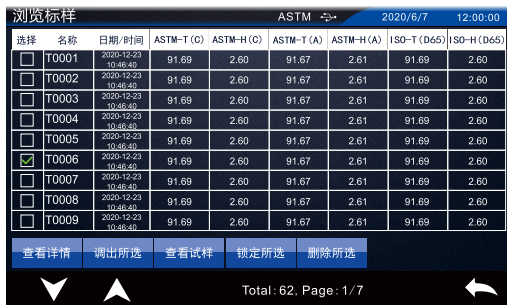 浏览标样 ASTM 2020/6/7 12:00:00
选择 名称 日期/时间 ASTM-T(C) ASTM-H(C) ASTM-T(A) ASTM-H(A) ISO-T(D65) ISO-H(D65)
T0001 2020-12-23 10:46:40 91.69 2.60 91.67 2.61 91.69 2.60
T0002 2020-12-23 10:46:40 91.69 2.60 91.67 2.61 91.69 2.60
T0003 2020-12-23 10:46:40 91.69 2.60 91.67 2.61 91.69 2.60
T0004 2020-12-23 10:46:40 91.69 2.60 91.67 2.61 91.69 2.60
T0005 2020-12-23 10:46:40 91.69 2.60 91.67 2.61 91.69 2.60
T0006 2020-12-23 10:46:40 91.69 2.60 91.67 2.61 91.69 2.60
T0007 2020-12-23 10:46:40 91.69 2.60 91.67 2.61 91.69 2.60
T0008 2020-12-23 10:46:40 91.69 2.60 91.67 2.61 91.69 2.60
T0009 2020-12-23 10:46:40 91.69 2.60 91.67 2.61 91.69 2.60
查看详情 调出所选 查看试样 锁定所选 删除所选
Total:62, Page:1/7